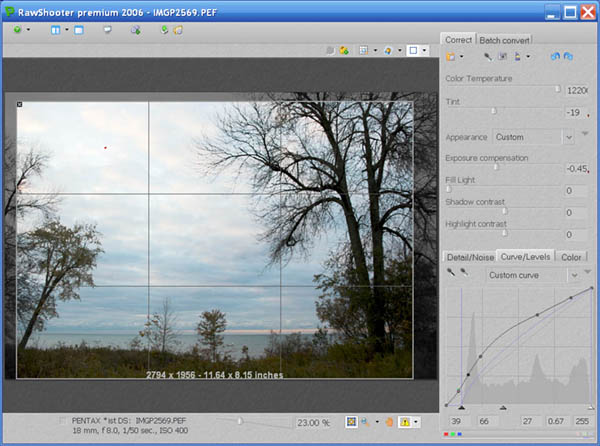 RawShooter premium 2006 - IMGP2569.PEF
Correct
Batch convert
Color Temperature
12200
Tint
-19
Appearance
Custom
Exposure compensation
-0.45
Fill Light
0
Shadow contrast
0
Highlight contrast
0
Detail/Noise
Curve/Levels
Color
Custom curve
2794 x 1956 - 11.64 x 8.15 inches
39
66
27
0.67
255
PENTAX *ist DS: IMGP2569.PEF
18 mm, f 8.0, 1/50 sec., ISO 400
23.00 %